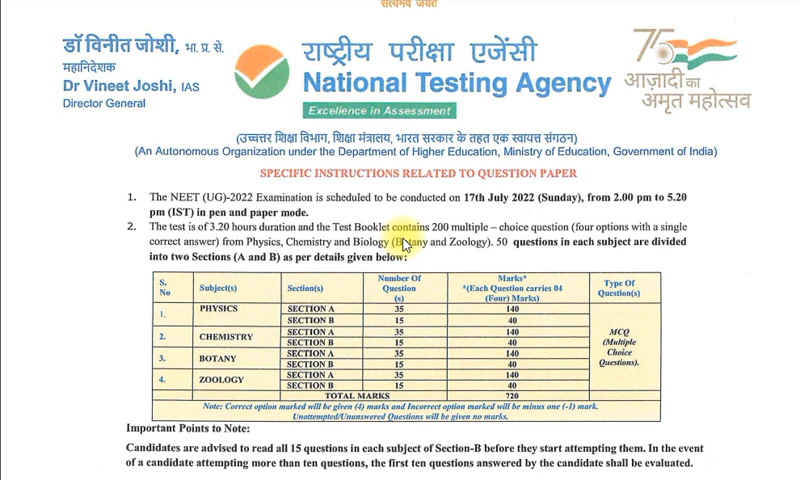 सत्यमेव जयते
डॉ विनीत जोशी, भा. प्र. से.
महानिदेशक
Dr Vineet Joshi, IAS
Director General
राष्ट्रीय परीक्षा एजेंसी
National Testing Agency
Excellence in Assessment
75
आज़ादी का
अमृत महोत्सव
(उच्चतर शिक्षा विभाग, शिक्षा मंत्रालय, भारत सरकार के तहत एक स्वायत्त संगठन)
(An Autonomous Organization under the Department of Higher Education, Ministry of Education, Government of India)
SPECIFIC INSTRUCTIONS RELATED TO QUESTION PAPER
1. The NEET (UG)-2022 Examination is scheduled to be conducted on 17th July 2022 (Sunday), from 2.00 pm to 5.20
pm (IST) in pen and paper mode.
2. The test is of 3.20 hours duration and the Test Booklet contains 200 multiple – choice question (four options with a single
correct answer) from Physics, Chemistry and Biology (Botany and Zoology). 50 questions in each subject are divided
into two Sections (A and B) as per details given below:
S. No Subject(s) Section(s) Number Of Question (s) Marks* *(Each Question carries 04 (Four) Marks) Type Of Question(s)
1. PHYSICS SECTION A 35 140
SECTION B 15 40
2. CHEMISTRY SECTION A 35 140
SECTION B 15 40
3. BOTANY SECTION A 35 140
SECTION B 15 40
4. ZOOLOGY SECTION A 35 140
SECTION B 15 40
MCQ
(Multiple
Choice
Questions).
TOTAL MARKS 720
Note: Correct option marked will be given (4) marks and Incorrect option marked will be minus one (-1) mark.
Unattempted/Unanswered Questions will be given no marks.
Important Points to Note:
Candidates are advised to read all 15 questions in each subject of Section-B before they start attempting them. In the event
of a candidate attempting more than ten questions, the first ten questions answered by the candidate shall be evaluated.